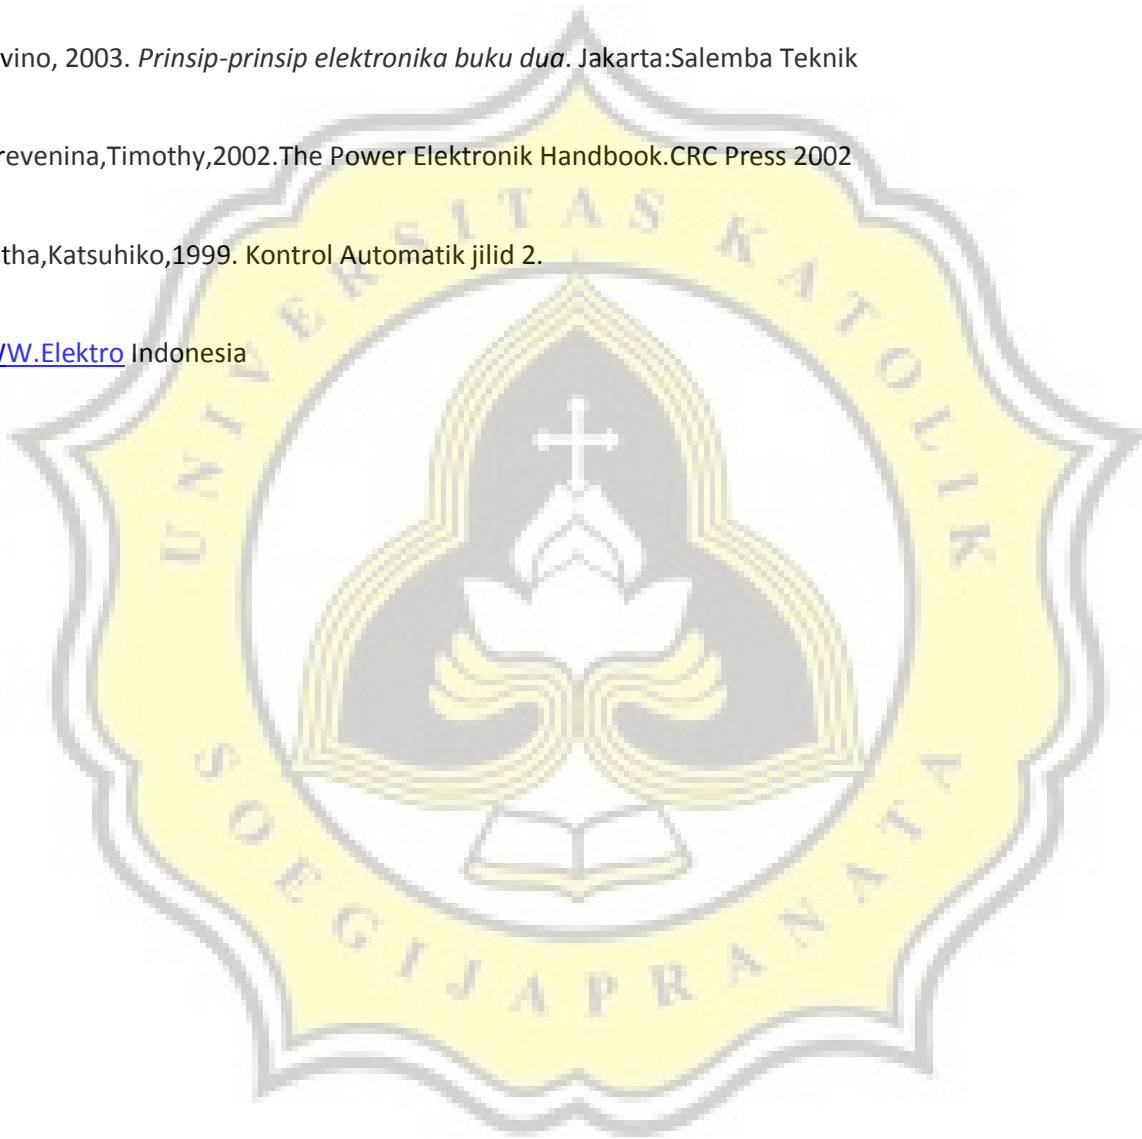 vino, 2003. Prinsip-prinsip elektronika buku dua. Jakarta:Salemba Teknik
revenina,Timothy,2002.The Power Elektronik Handbook.CRC Press 2002
tha,Katsuhiko,1999. Kontrol Automatik jilid 2.
W.Elektro Indonesia
UNIVERSITAS KATOLIK
SOEGIJAPRANATA